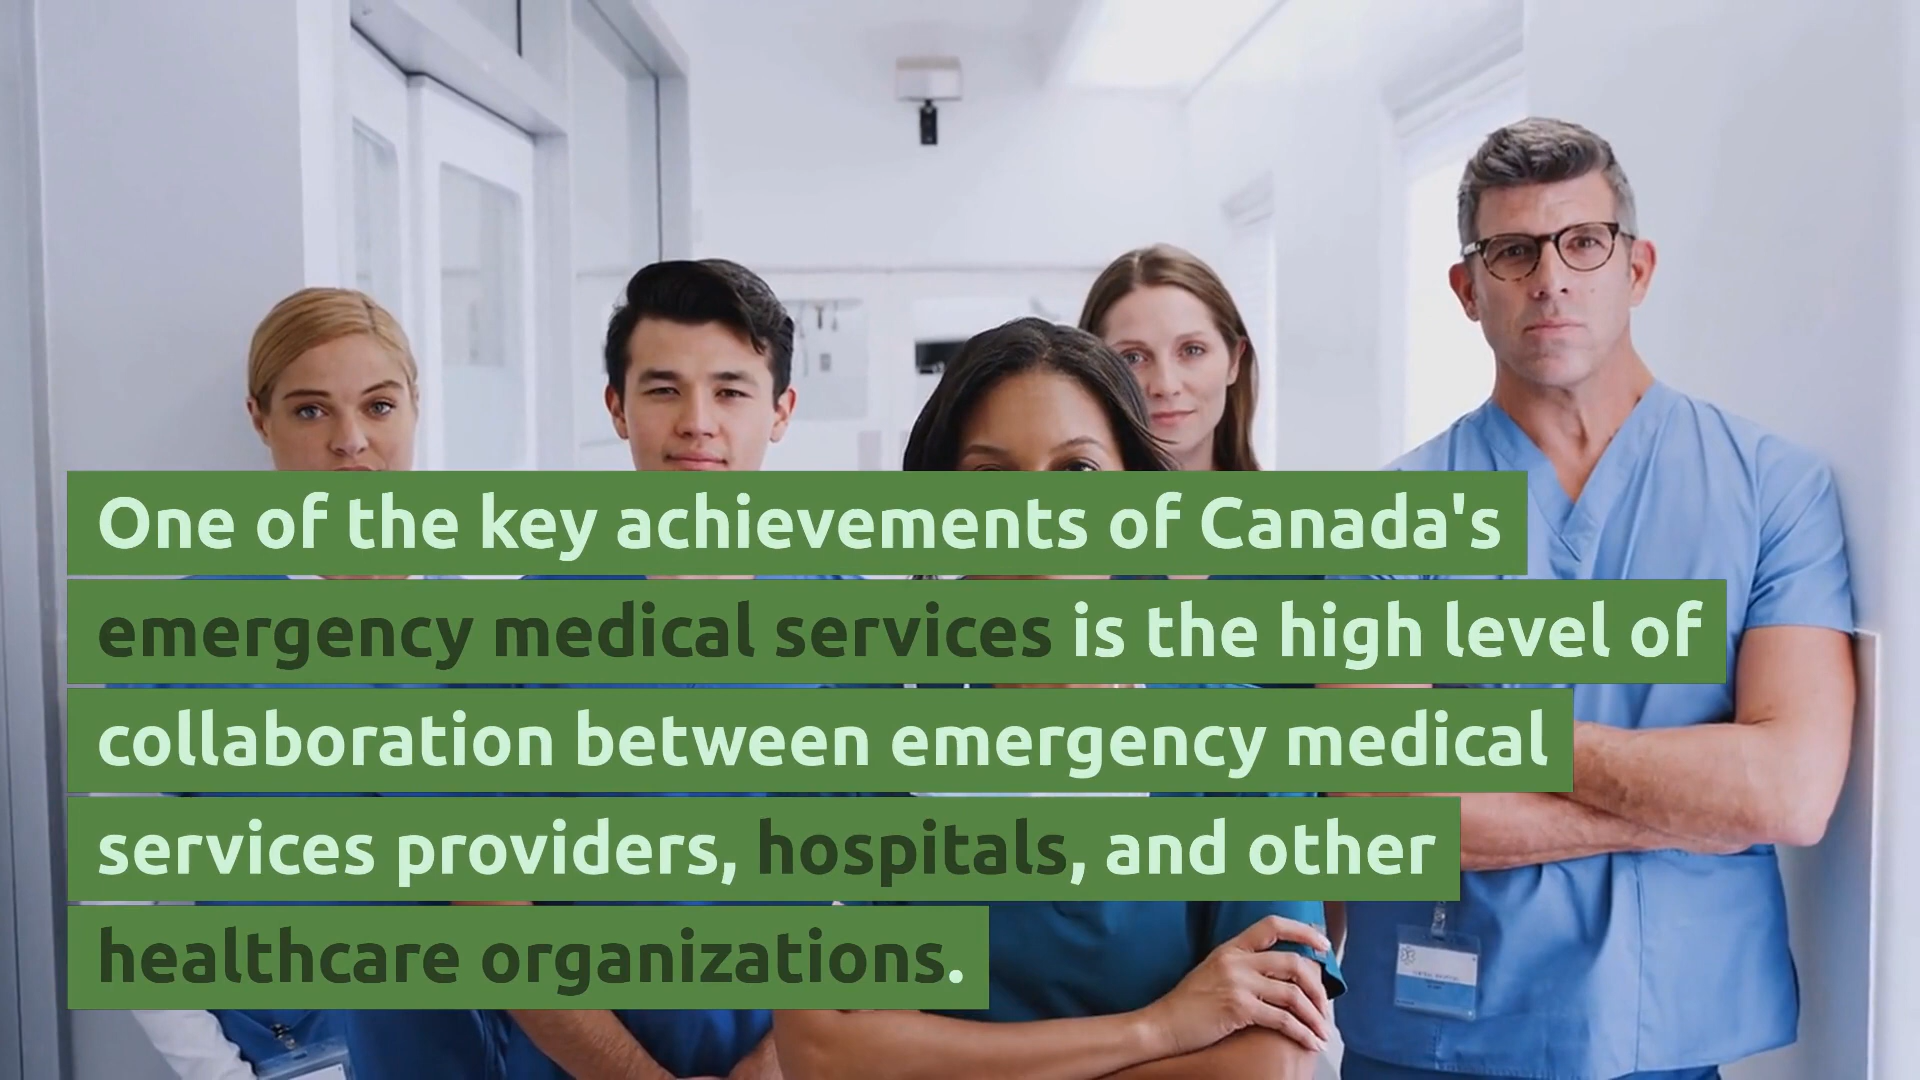 One of the key achievements of Canada's
emergency medical services is the high level of
collaboration between emergency medical
services providers, hospitals, and other
healthcare organizations.